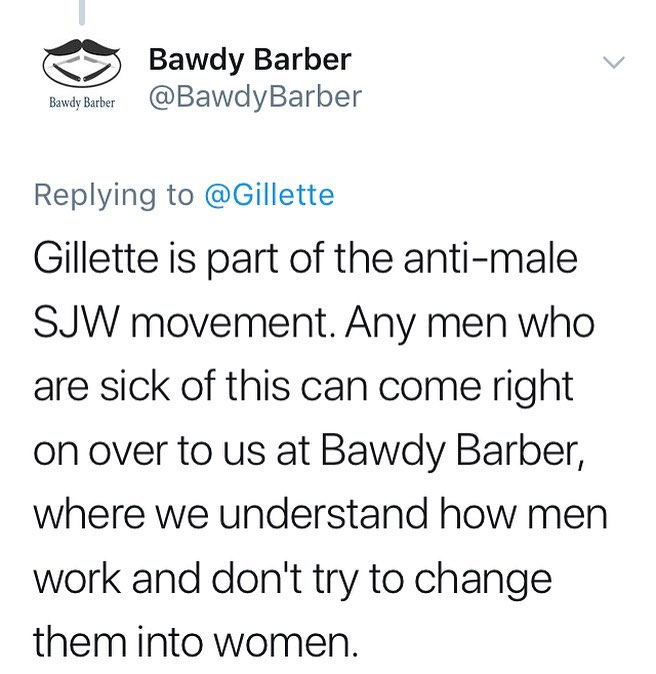 Bawdy Barber
@BawdyBarber
Bawdy Barber
Replying to @Gillette
Gillette is part of the anti-male
SJW movement. Any men who
are sick of this can come right
on over to us at Bawdy Barber,
where we understand how men
work and don't try to change
them into women.